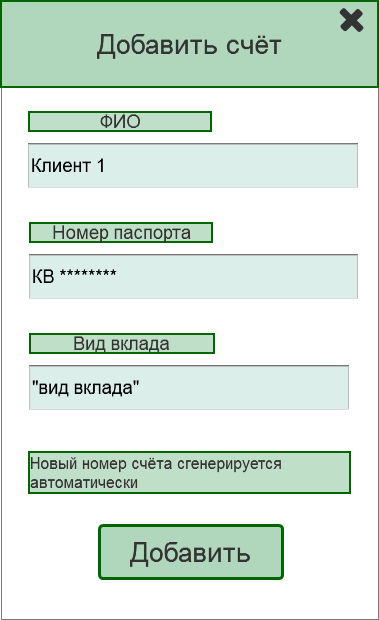 Добавить счёт
ФИО
Клиент 1
Номер паспорта
КВ ********
Вид вклада
"вид вклада"
Новый номер счёта сгенерируется
автоматически
Добавить